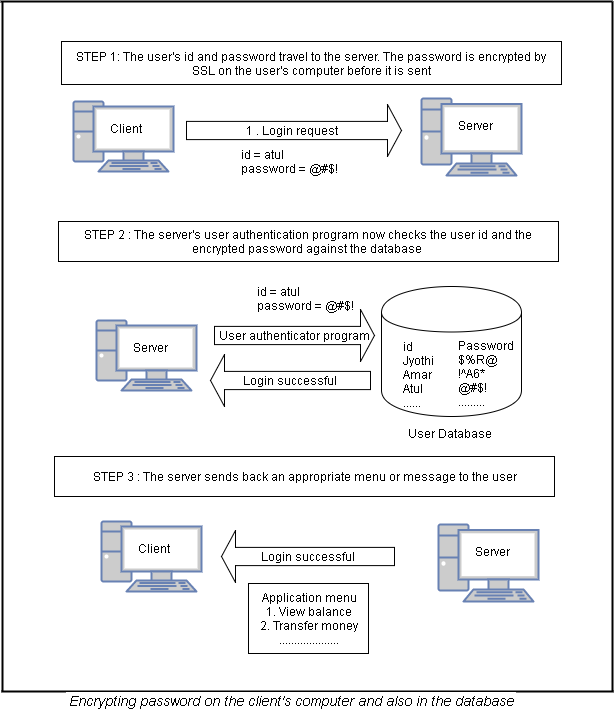 STEP 1: The user's id and password travel to the server. The password is encrypted by
SSL on the user's computer before it is sent
Client
1 . Login request
Server
id = atul
password = @#$!
STEP 2 : The server's user authentication program now checks the user id and the
encrypted password against the database
id = atul
password = @#$!
Server
User authenticator program
Login successful
id Password
Jyothi $%R@
Amar !^A6*
Atul @#$!
...... .........
User Database
STEP 3 : The server sends back an appropriate menu or message to the user
Client
Login successful
Server
Application menu
1. View balance
2. Transfer money
....................
Encrypting password on the client's computer and also in the database